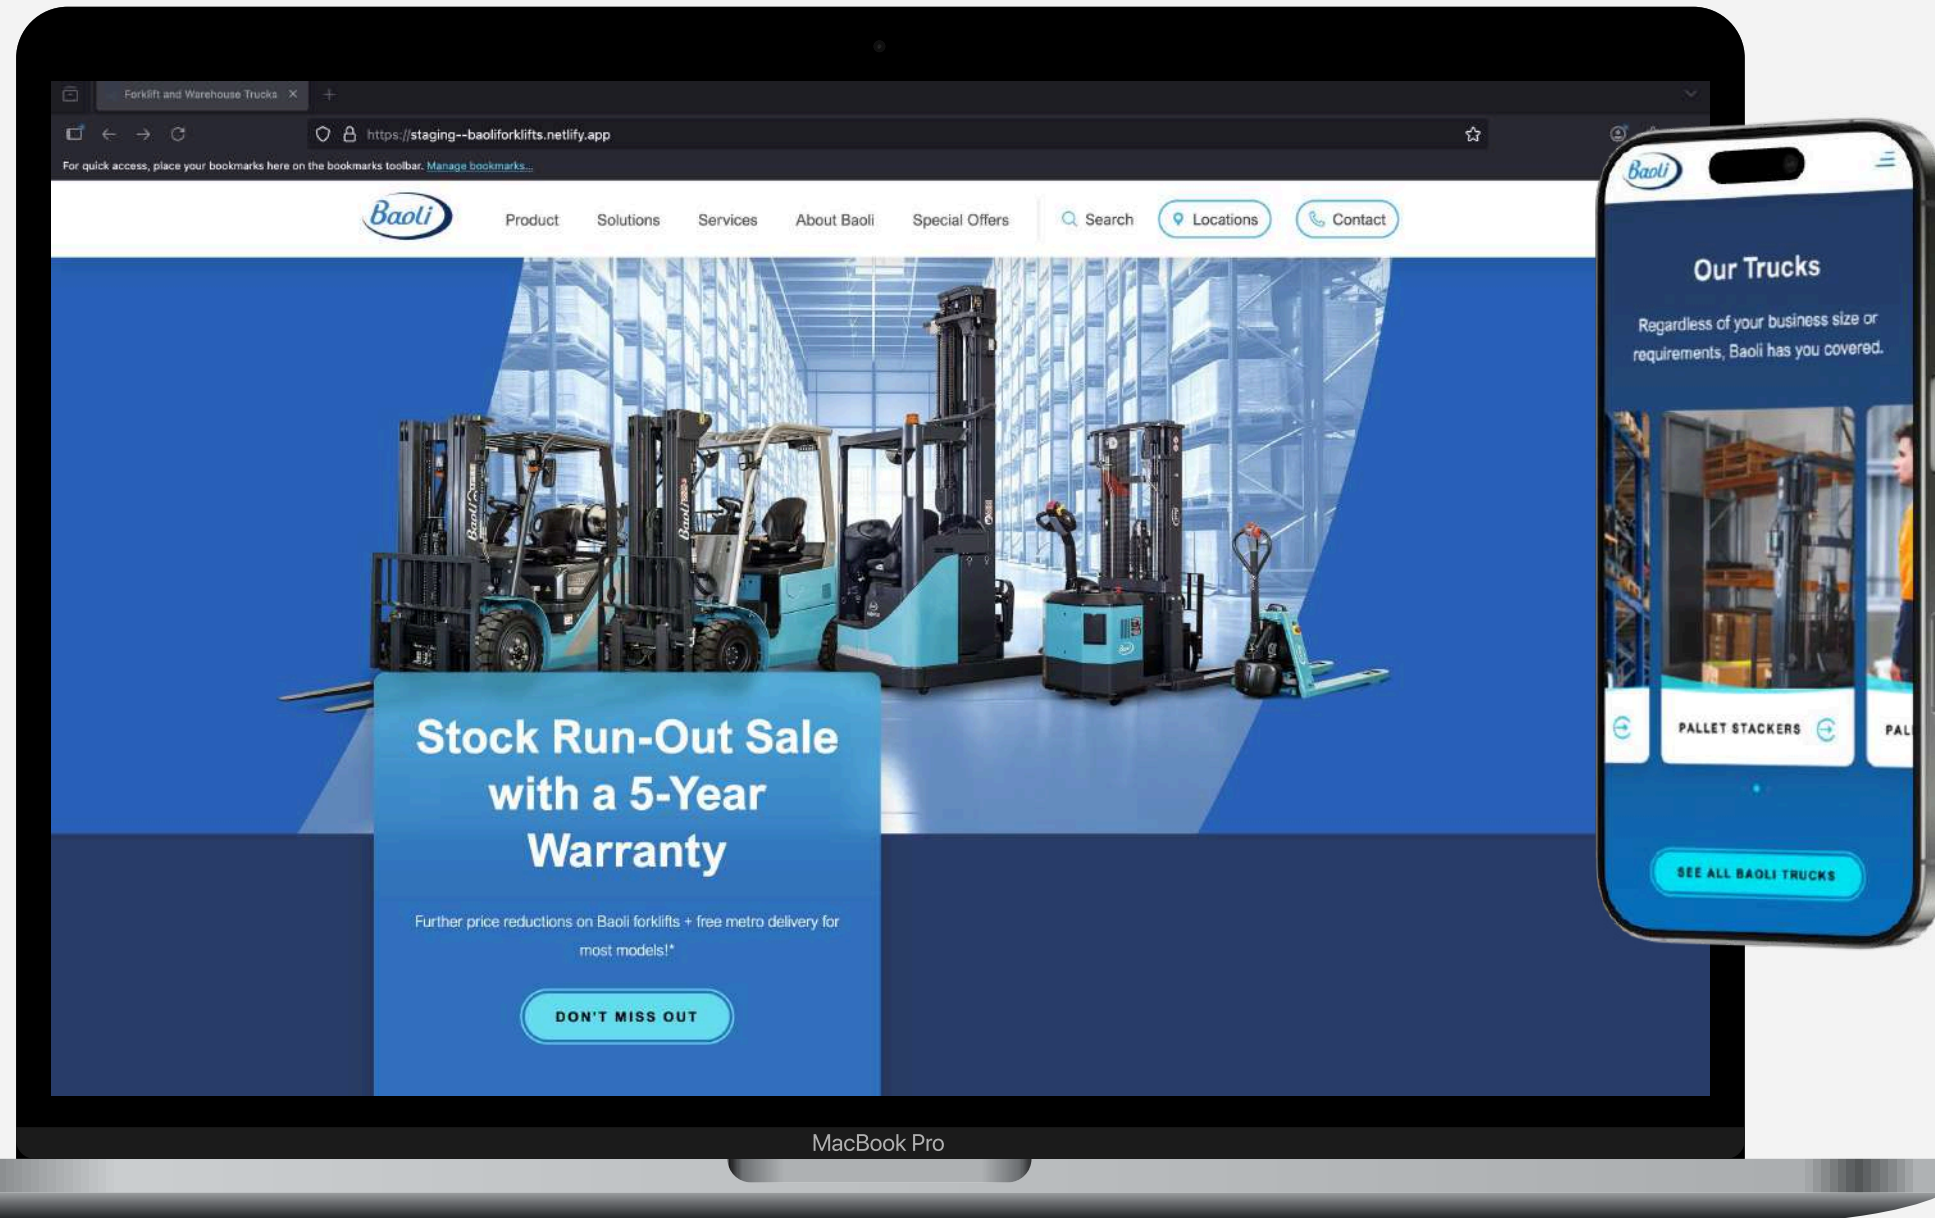 Forklift and Warehouse Trucks
https://staging--baoliforklifts.netlify.app
For quick access, place your bookmarks here on the bookmarks toolbar. Manage bookmarks...
Baoli
Product
Solutions
Services
About Baoli
Special Offers
Search
Locations
Contact
Baoli
Baoli
Stock Run-Out Sale
with a 5-Year
Warranty
Further price reductions on Baoli forklifts + free metro delivery for
most models!*
DON'T MISS OUT
MacBook Pro
Baoli
Our Trucks
Regardless of your business size or
requirements, Baoli has you covered.
PALLET STACKERS
PAL
SEE ALL BAOLI TRUCKS